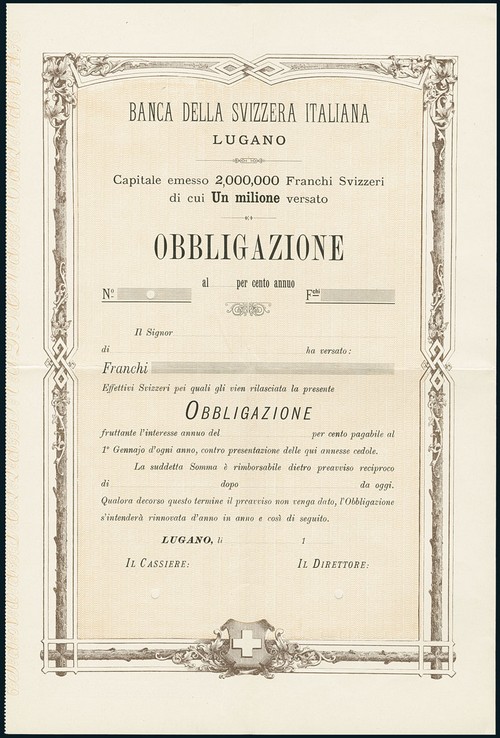 BANCA DELLA SVIZZERA ITALIANA
LUGANO
Capitale emesso 2,000,000 Franchi Svizzeri
di cui Un milione versato
OBBLIGAZIONE
al per cento annuo
No Fchi
Il Signor
di ha versato:
Franchi
Effettivi Svizzeri pei quali gli vien rilasciata la presente
OBBLIGAZIONE
fruttante l'interesse annuo del per cento pagabile al
1o Gennajo d'ogni anno, contro presentazione delle qui annesse cedole.
La suddetta Somma è rimborsabile dietro preavviso reciproco
di dopo da oggi.
Qualora decorso questo termine il preavviso non venga dato, l'Obbligazione
s'intenderà rinnovata d'anno in anno e così di seguito.
LUGANO, li 1
IL CASSIERE: IL DIRETTORE: